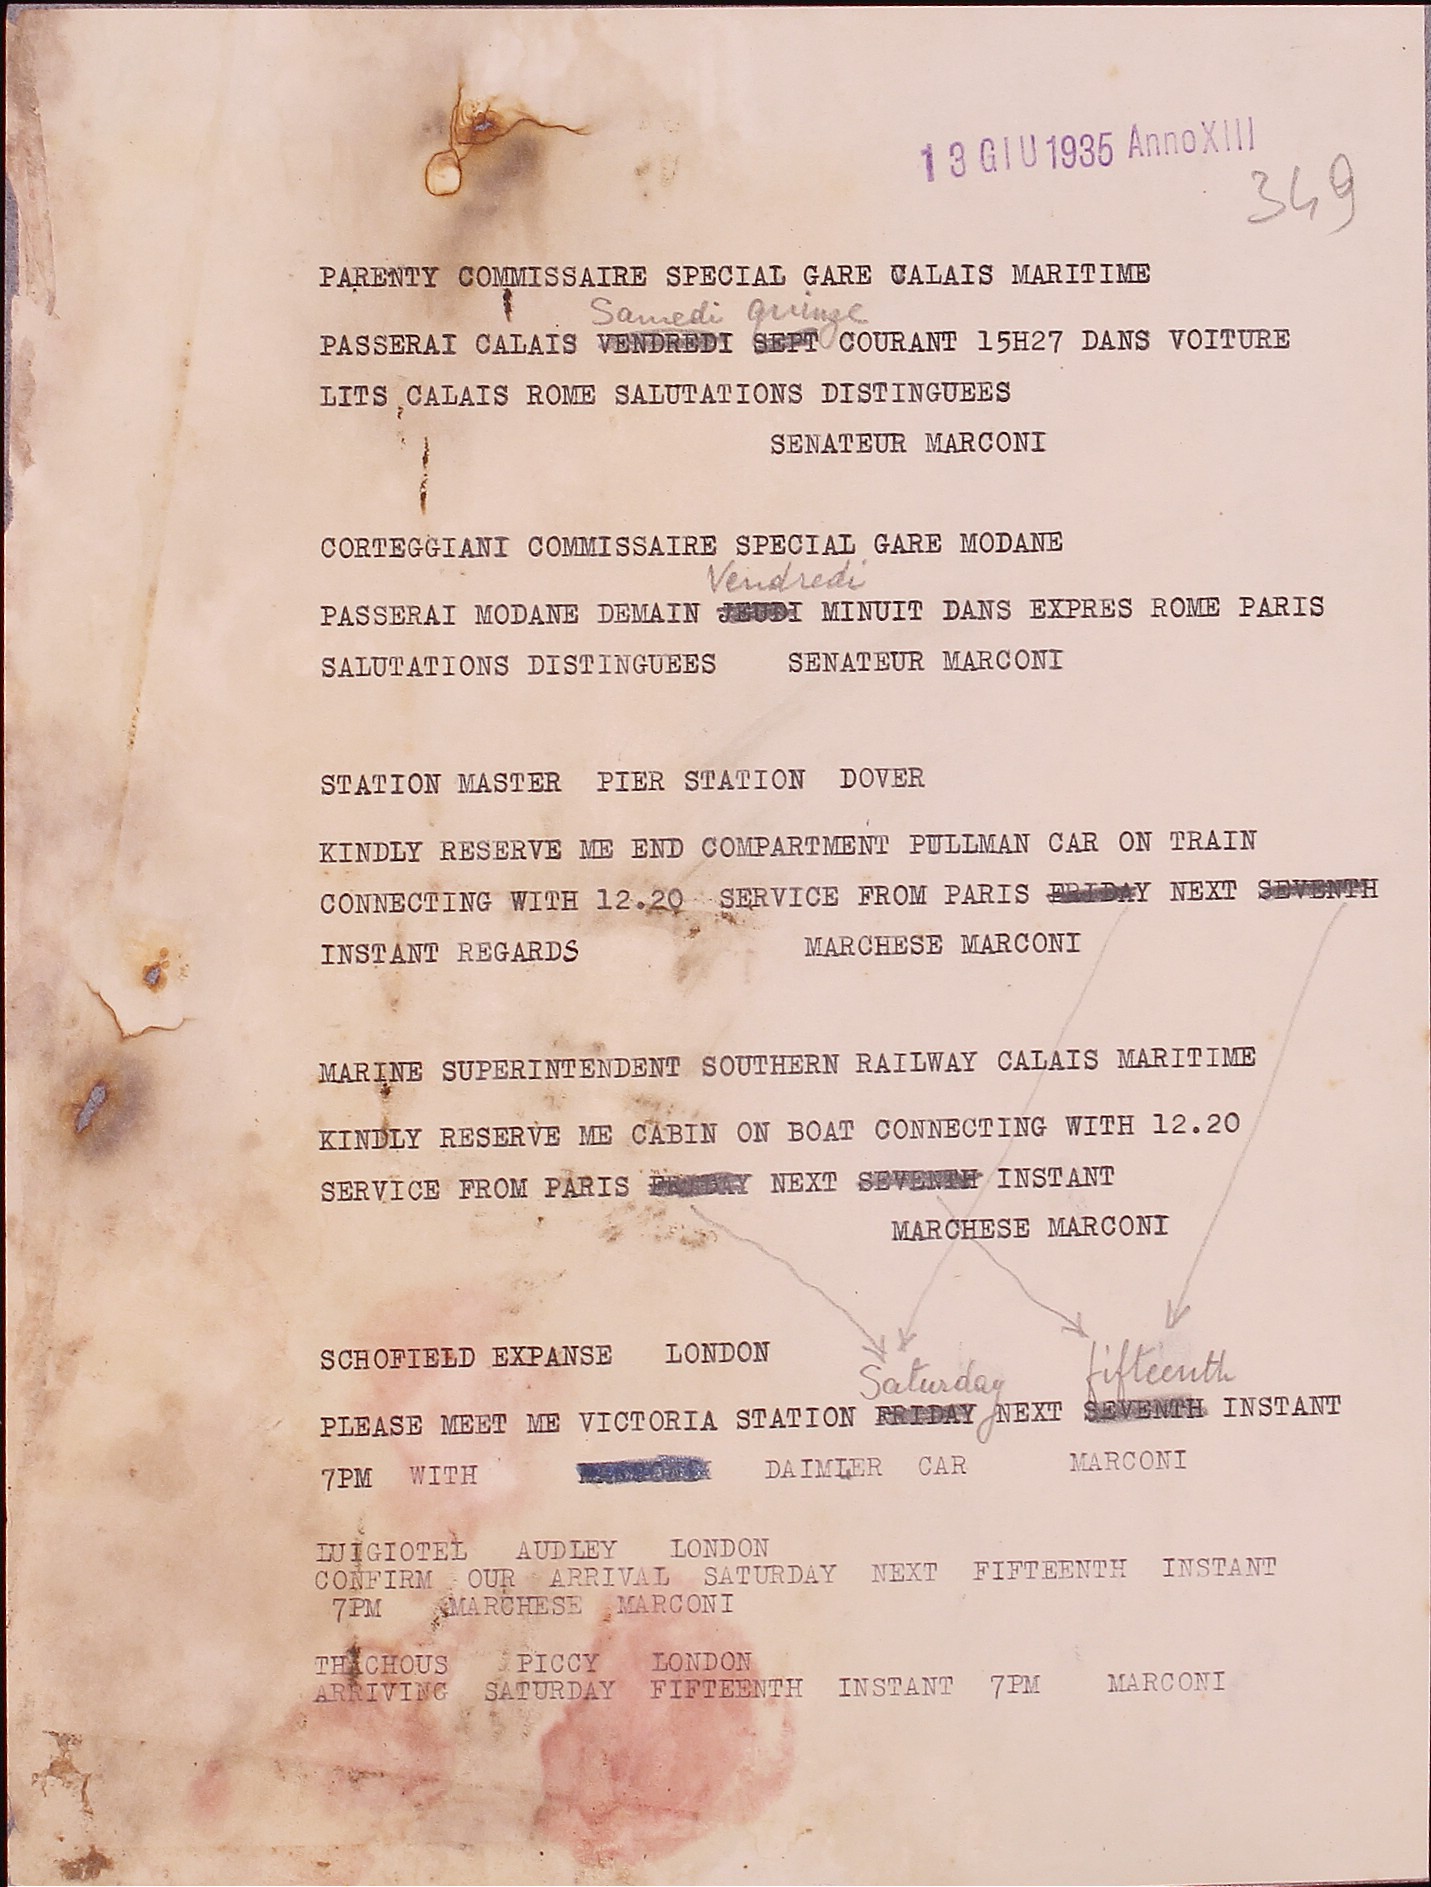 13 GIU 1935 Anno XIII
349
PARENTY COMMISSAIRE SPECIAL GARE CALAIS MARITIME
Samedi quinze
PASSERAI CALAIS VENDREDI SEPT COURANT 15H27 DANS VOITURE
LITS CALAIS ROME SALUTATIONS DISTINGUEES
SENATEUR MARCONI
CORTEGGIANI COMMISSAIRE SPECIAL GARE MODANE
Vendredi
PASSERAI MODANE DEMAIN JEUDI MINUIT DANS EXPRES ROME PARIS
SALUTATIONS DISTINGUEES SENATEUR MARCONI
STATION MASTER PIER STATION DOVER
KINDLY RESERVE ME END COMPARTMENT PULLMAN CAR ON TRAIN
CONNECTING WITH 12.20 SERVICE FROM PARIS FRIDAY NEXT SEVENTH
INSTANT REGARDS MARCHESE MARCONI
MARINE SUPERINTENDENT SOUTHERN RAILWAY CALAIS MARITIME
KINDLY RESERVE ME CABIN ON BOAT CONNECTING WITH 12.20
SERVICE FROM PARIS FRIDAY NEXT SEVENTH INSTANT
MARCHESE MARCONI
SCHOFIELD EXPANSE LONDON
Saturday fifteenth
PLEASE MEET ME VICTORIA STATION FRIDAY NEXT SEVENTH INSTANT
7PM WITH DAIMLER CAR MARCONI
LUIGIOTEL AUDLEY LONDON
CONFIRM OUR ARRIVAL SATURDAY NEXT FIFTEENTH INSTANT
7PM MARCHESE MARCONI
THACHOUS PICCY LONDON
ARRIVING SATURDAY FIFTEENTH INSTANT 7PM MARCONI